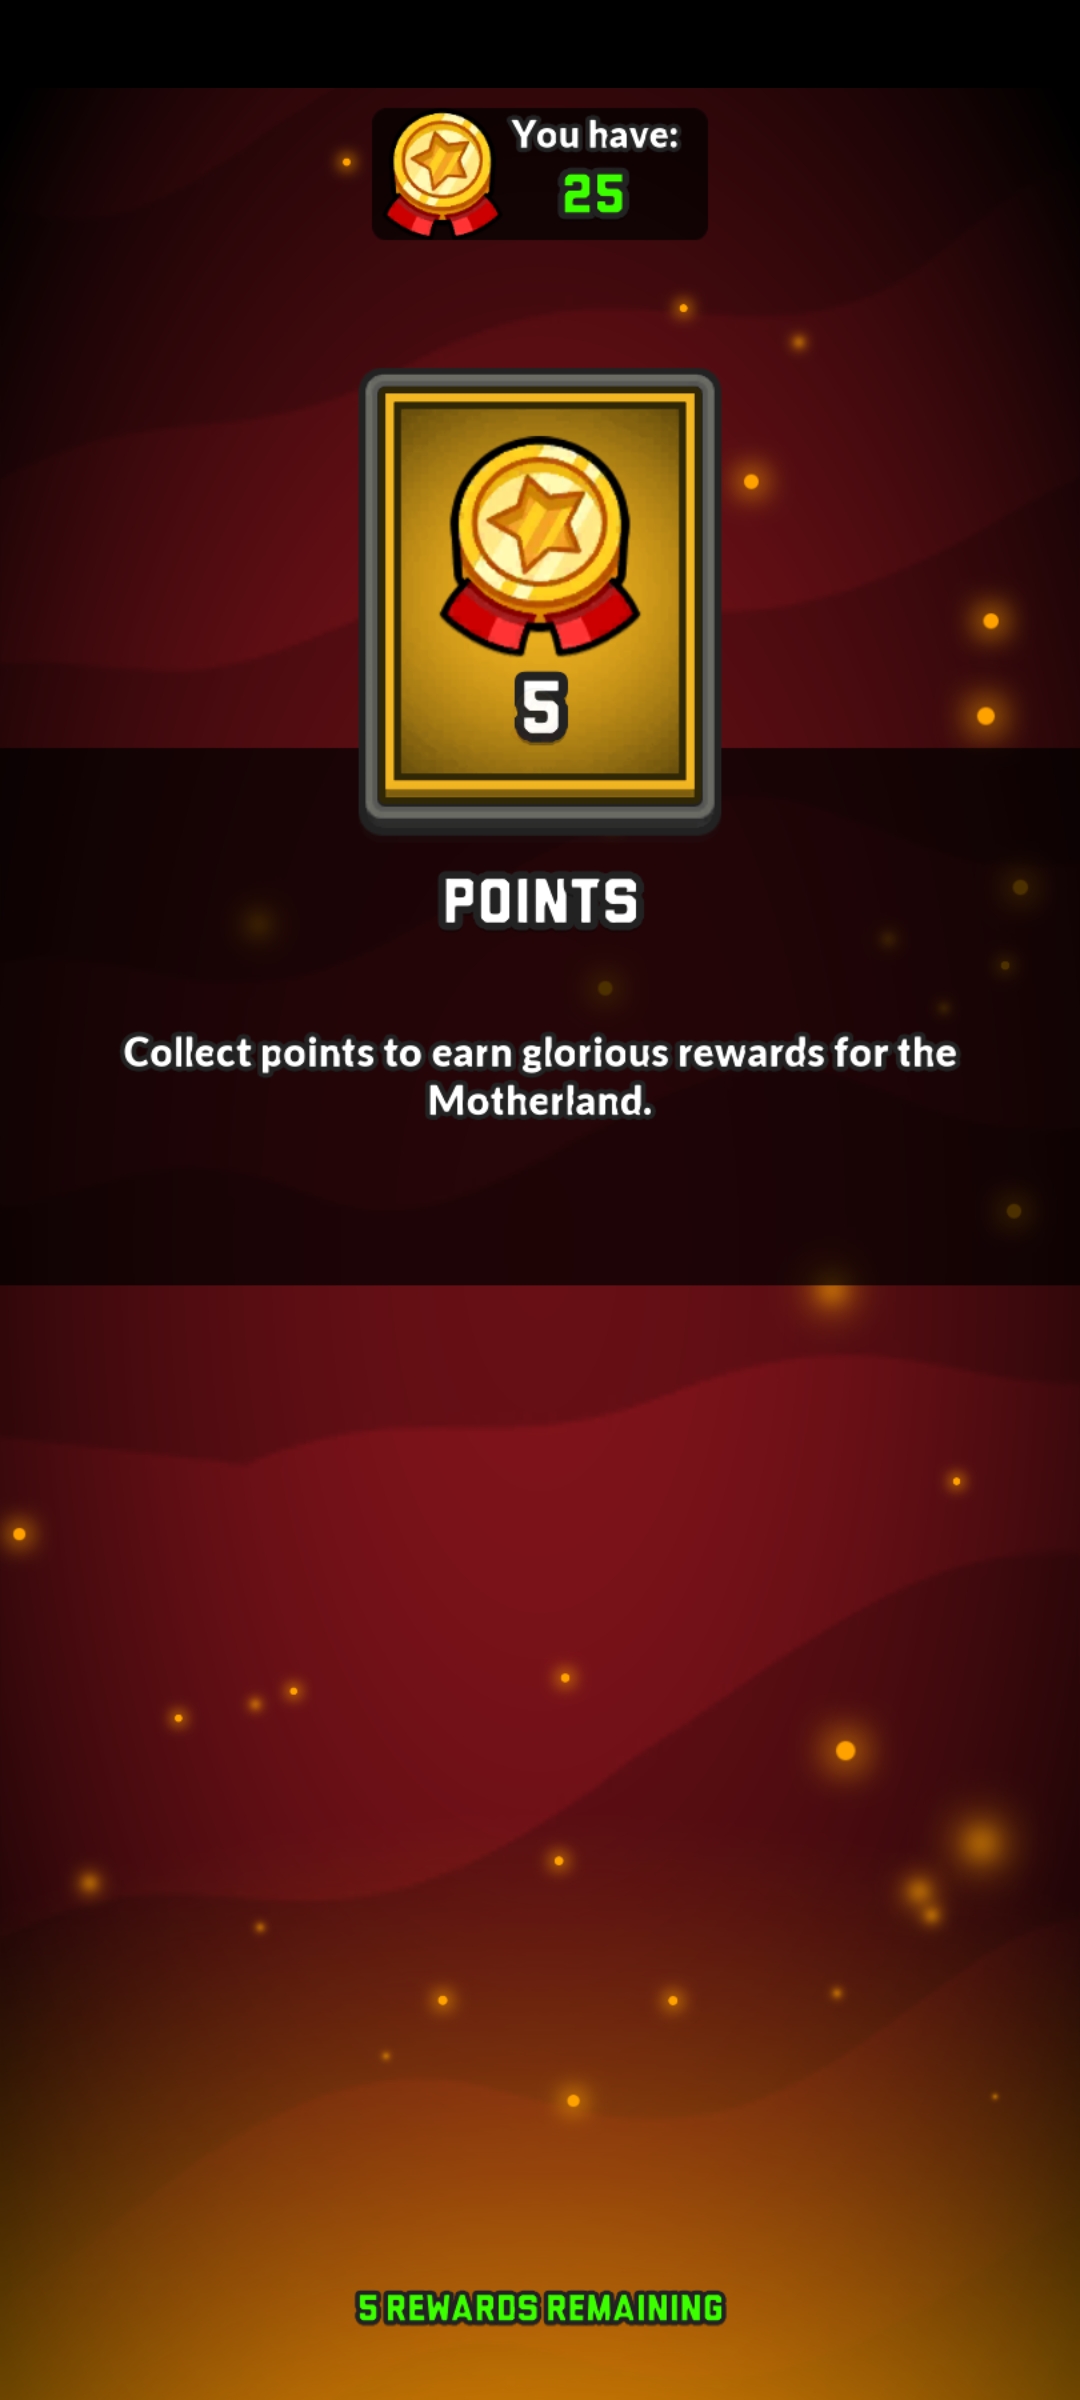 You have:
25
5
POINTS
Collect points to earn glorious rewards for the
Motherland.
5 REWARDS REMAINING